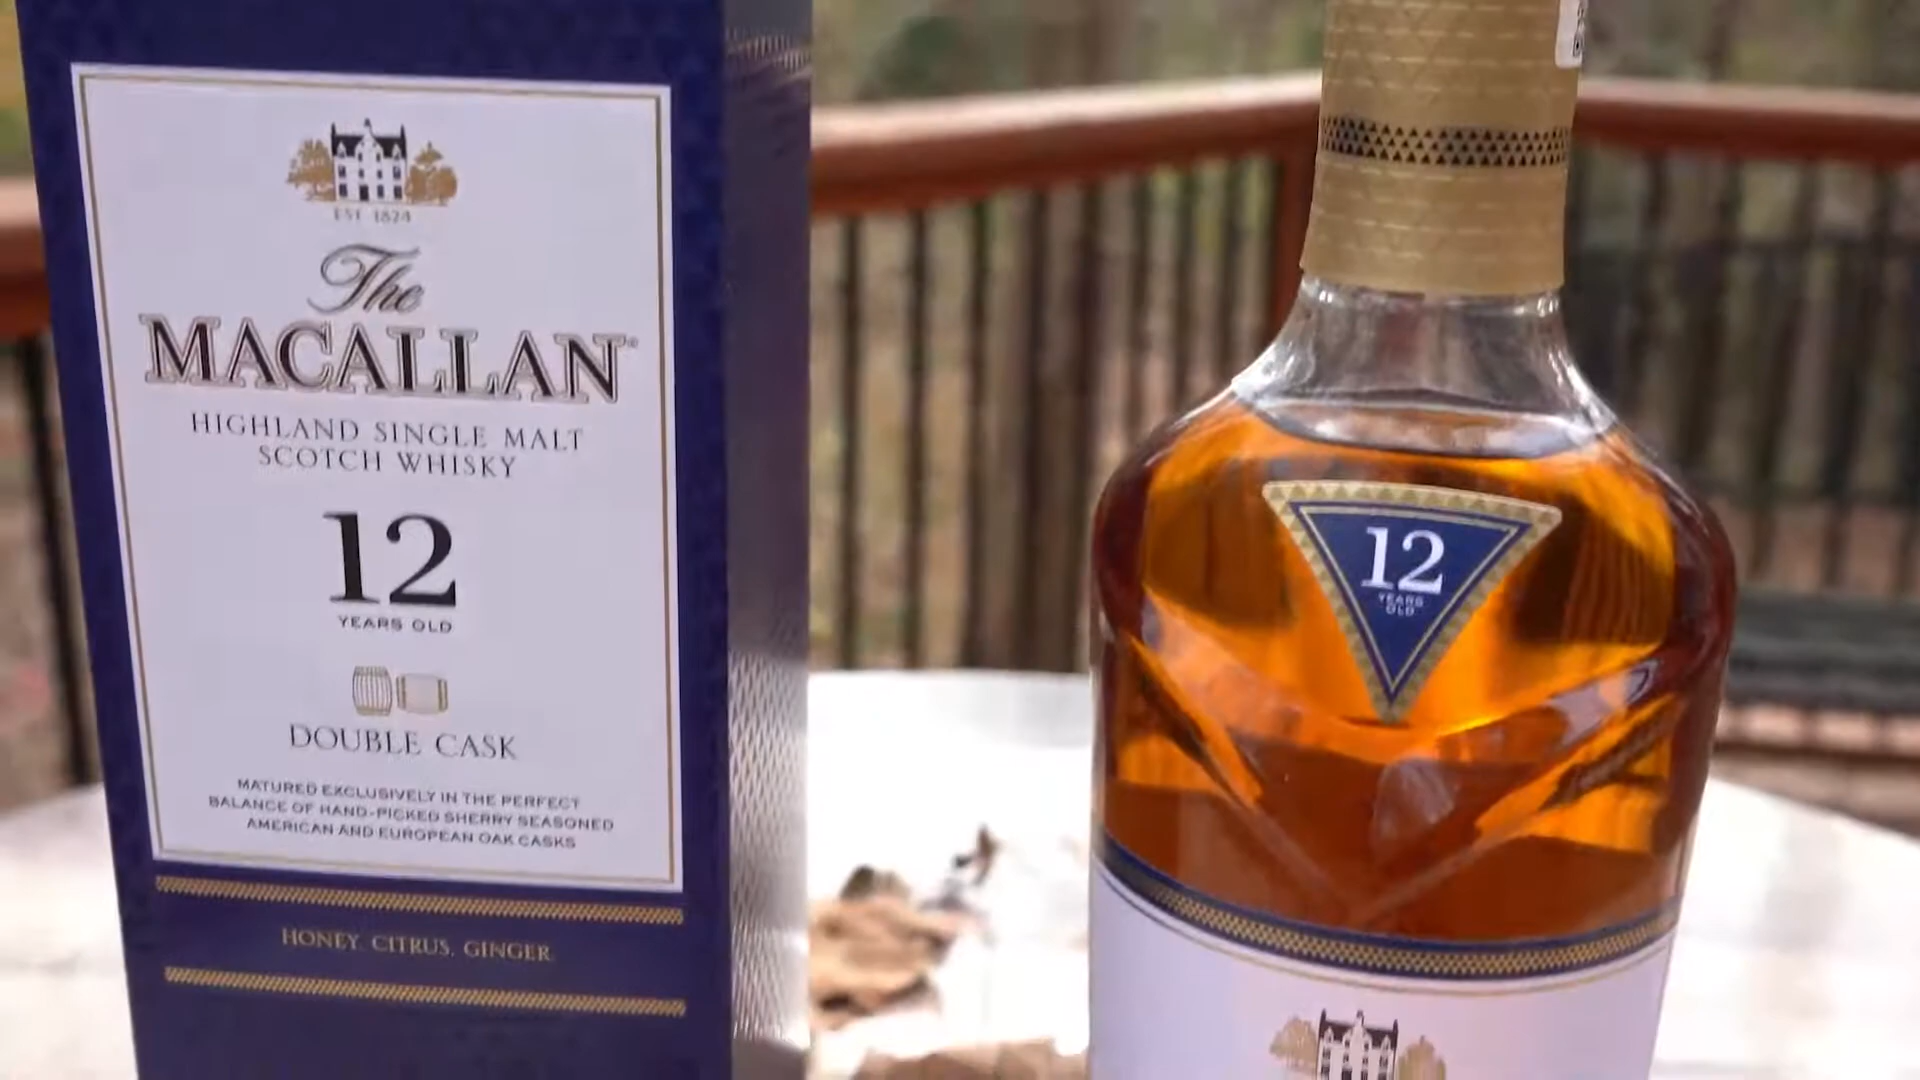 EST 1824
The
MACALLAN
HIGHLAND SINGLE MALT
SCOTCH WHISKY
12
YEARS OLD
DOUBLE CASK
MATURED EXCLUSIVELY IN THE PERFECT
BALANCE OF HAND-PICKED SHERRY SEASONED
AMERICAN AND EUROPEAN OAK CASKS
HONEY, CITRUS, GINGER
12
YEARS
OLD